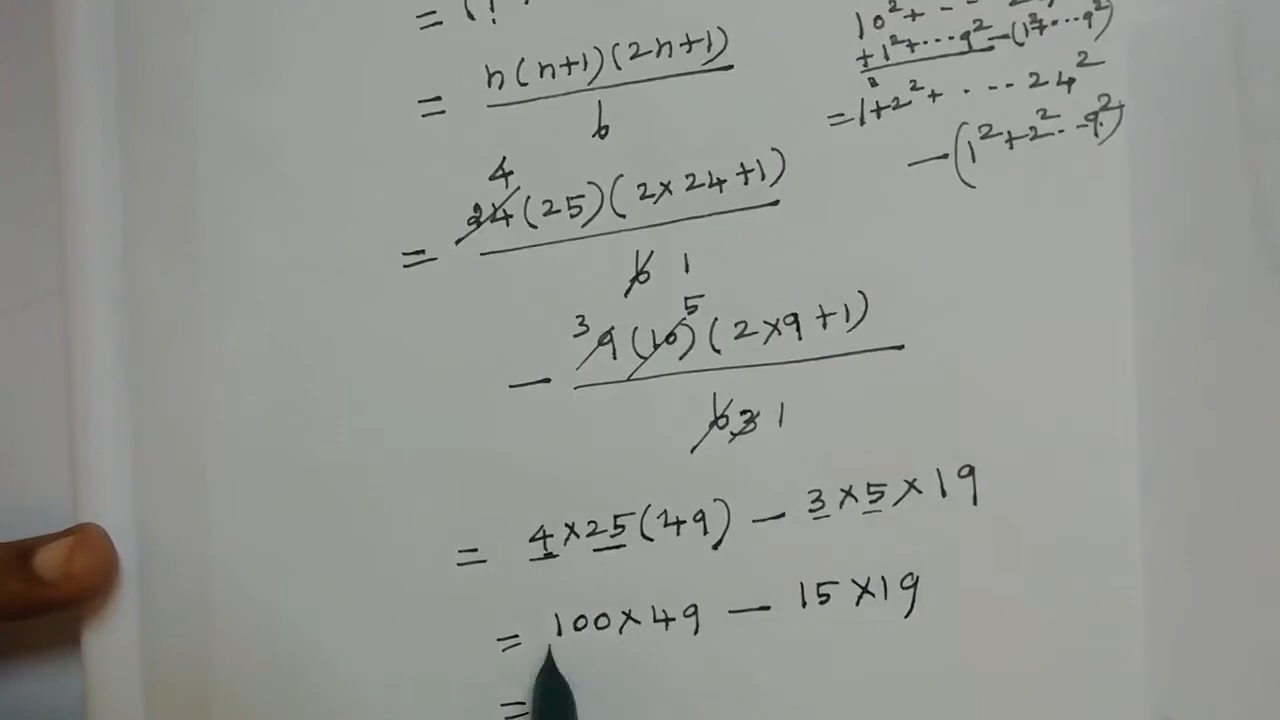 =
= n(n+1)(2n+1)
6
4
= 24(25)(2×24+1)
6 1
3 5
- 9(10)(2×9+1)
6 3 1
= 4×25(49) - 3×5×19
= 100×49 - 15×19
=
10²+ - -
+1²+...9² -(1²+...9²)
=1²+2²+ . - - - 24²
-(1²+2². - 9²)